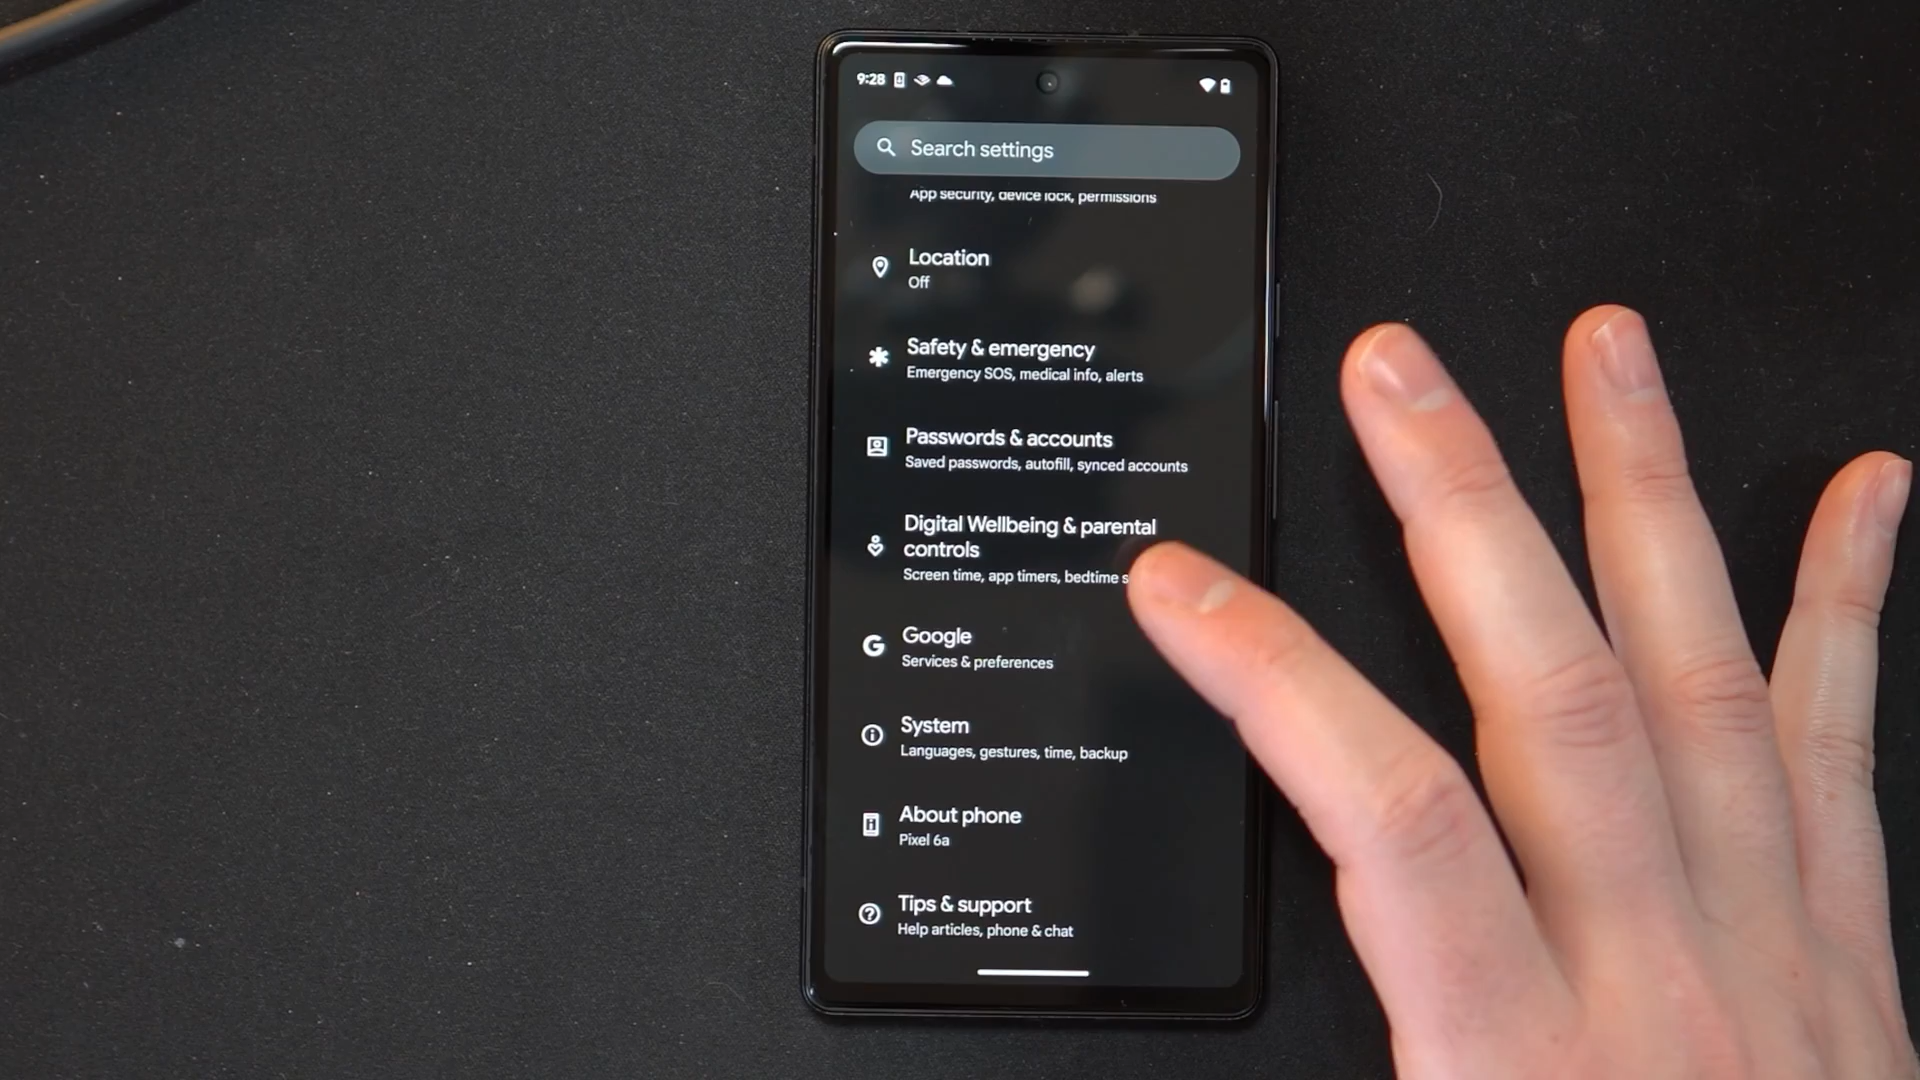 9:28
Search settings
App security, device lock, permissions
Location
Off
Safety & emergency
Emergency SOS, medical info, alerts
Passwords & accounts
Saved passwords, autofill, synced accounts
Digital Wellbeing & parental
controls
Screen time, app timers, bedtime
Google
Services & preferences
System
Languages, gestures, time, backup
About phone
Pixel 6a
Tips & support
Help articles, phone & chat